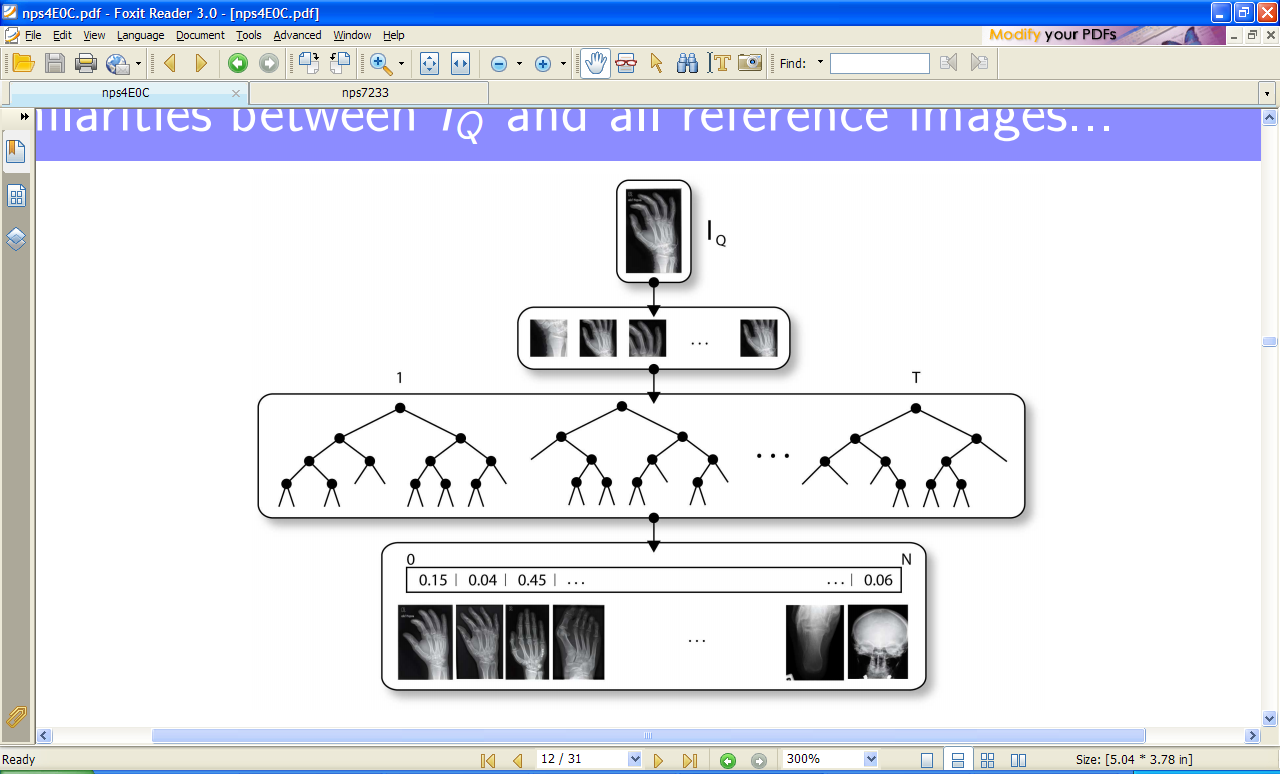 nps4E0C.pdf - Foxit Reader 3.0 - [nps4E0C.pdf]
File Edit View Language Document Tools Advanced Window Help
Modify your PDFs
Find:
nps4E0C nps7233
between I_Q and all reference images...
I_Q
...
1 T
...
0 N
0.15 | 0.04 | 0.45 | ... ... | 0.06
...
Ready 12 / 31 300% Size: [5.04 * 3.78 in]